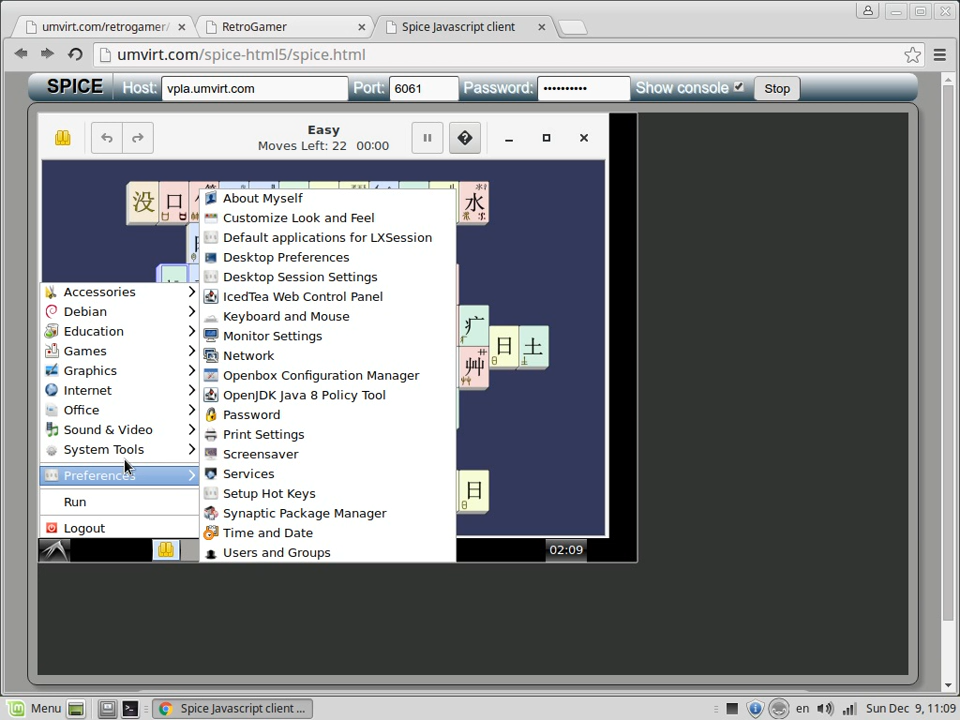 umvirt.com/retrogamer/
RetroGamer
Spice Javascript client
umvirt.com/spice-html5/spice.html
SPICE Host: vpla.umvirt.com Port: 6061 Password: •••••••••• Show console Stop
Easy
Moves Left: 22 00:00
没 口 水
疒
日 土
艸
日
About Myself
Customize Look and Feel
Default applications for LXSession
Desktop Preferences
Desktop Session Settings
IcedTea Web Control Panel
Keyboard and Mouse
Monitor Settings
Network
Openbox Configuration Manager
OpenJDK Java 8 Policy Tool
Password
Print Settings
Screensaver
Services
Setup Hot Keys
Synaptic Package Manager
Time and Date
Users and Groups
Accessories
Debian
Education
Games
Graphics
Internet
Office
Sound & Video
System Tools
Preferences
Run
Logout
02:09
Menu
Spice Javascript client ...
en
Sun Dec 9, 11:09